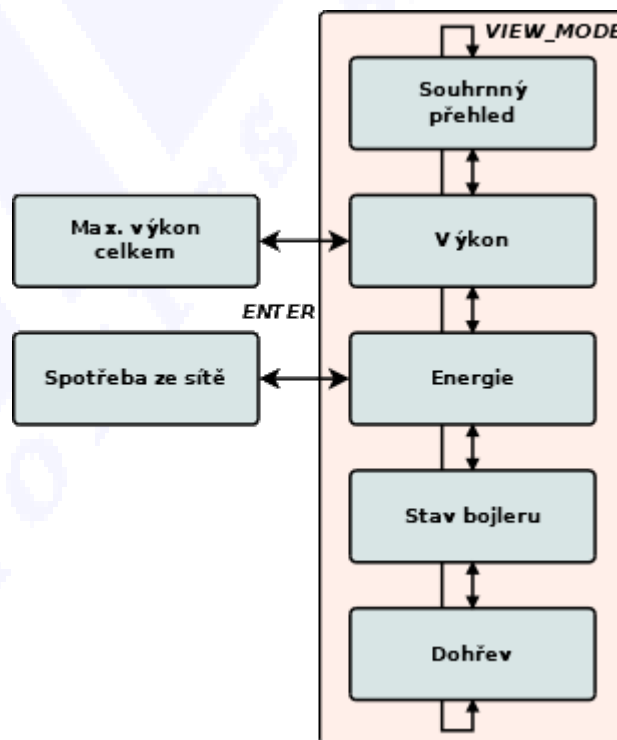 VIEW_MODE
Souhrnný
přehled
Max. výkon
celkem
Výkon
ENTER
Spotřeba ze sítě
Energie
Stav bojleru
Dohřev